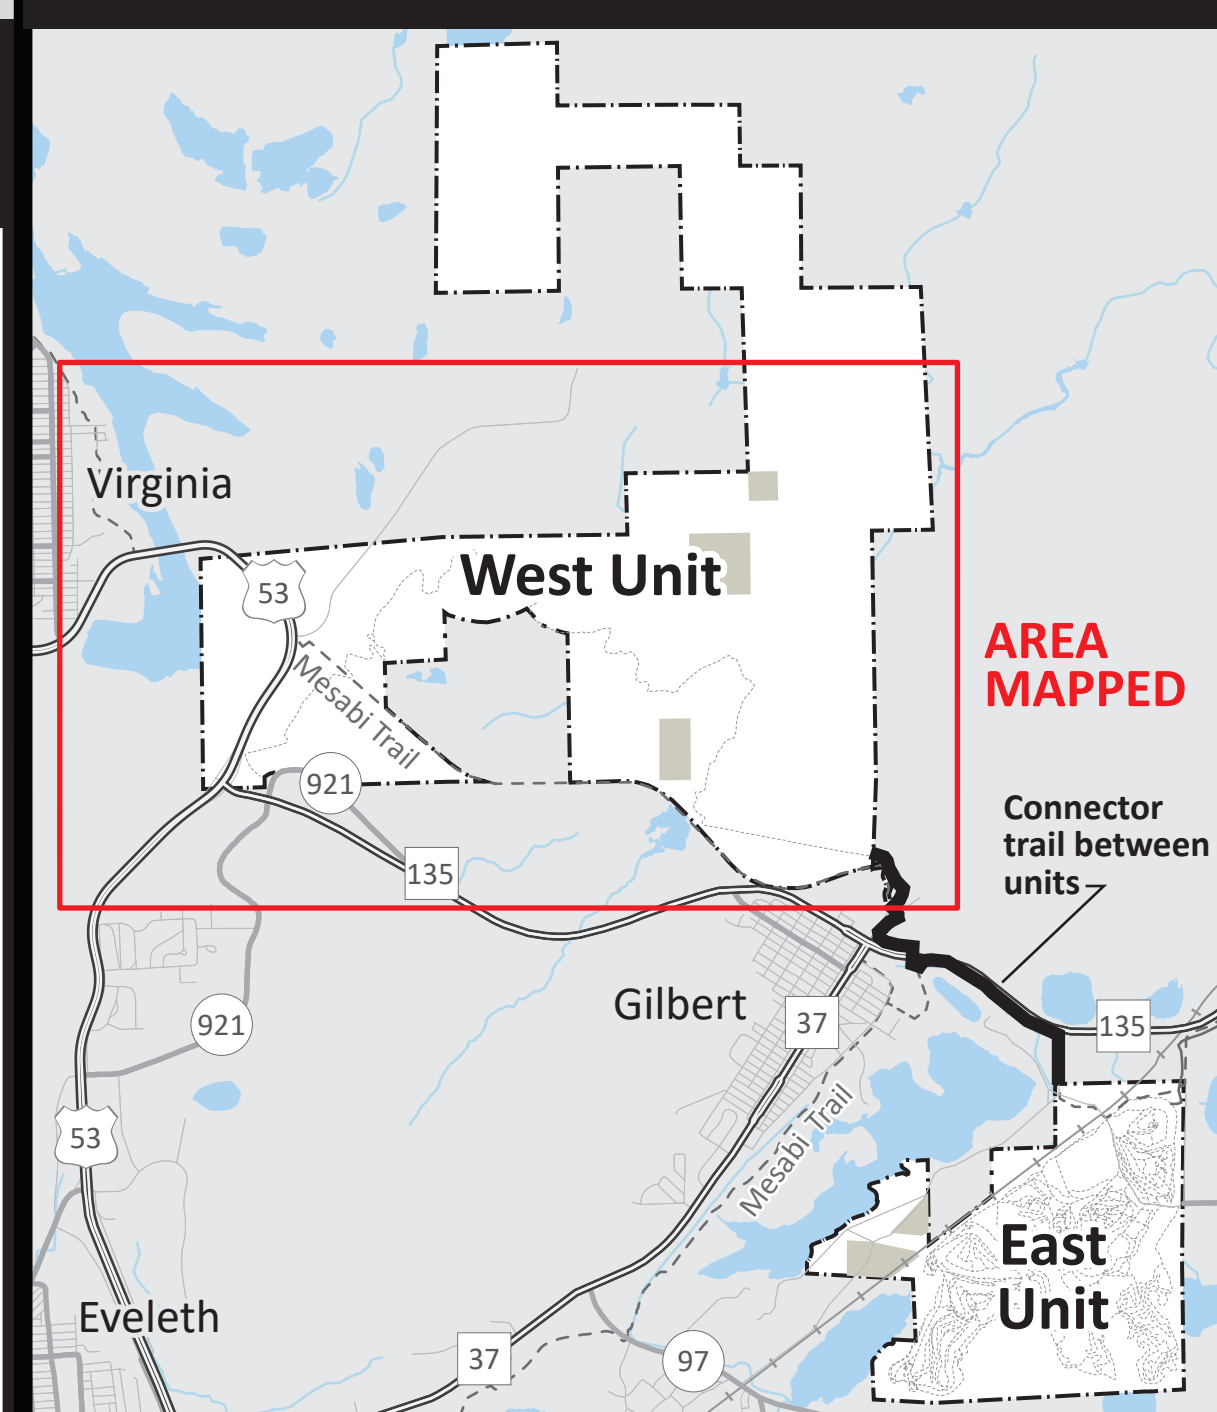 Virginia
West Unit
53
AREA
MAPPED
Mesabi Trail
921
Connector
trail between
units
135
Gilbert
37
921
135
Mesabi Trail
53
East
Unit
Eveleth
37
97